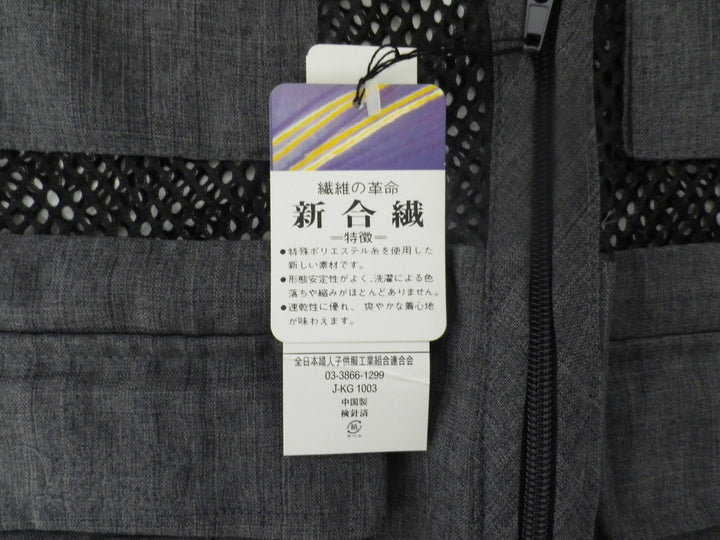 繊維の革命
新合繊
=特徴=
●特殊ポリエステル糸を使用した
新しい素材です。
●形態安定性がよく、洗濯による色
落ちや縮みがほとんどありません。
●速乾性に優れ、爽やかな着心地
が味わえます。
全日本婦人子供服工業組合連合会
03-3866-1299
J-KG 1003
中国製
検針済
紙
ラベル